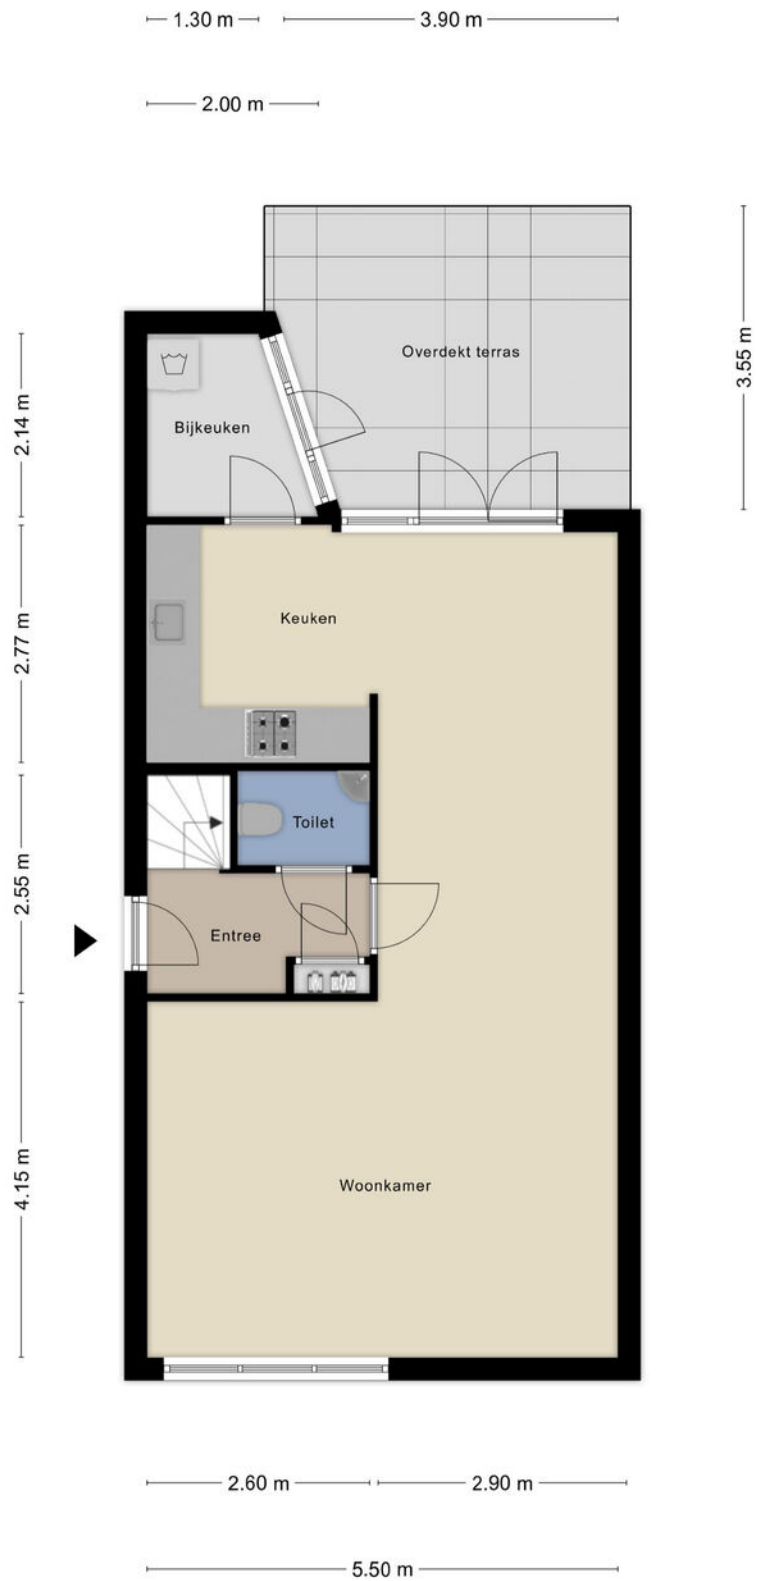 1.30 m
3.90 m
2.00 m
3.55 m
Overdekt terras
2.14 m
Bijkeuken
2.77 m
Keuken
2.55 m
Toilet
Entree
4.15 m
Woonkamer
2.60 m
2.90 m
5.50 m